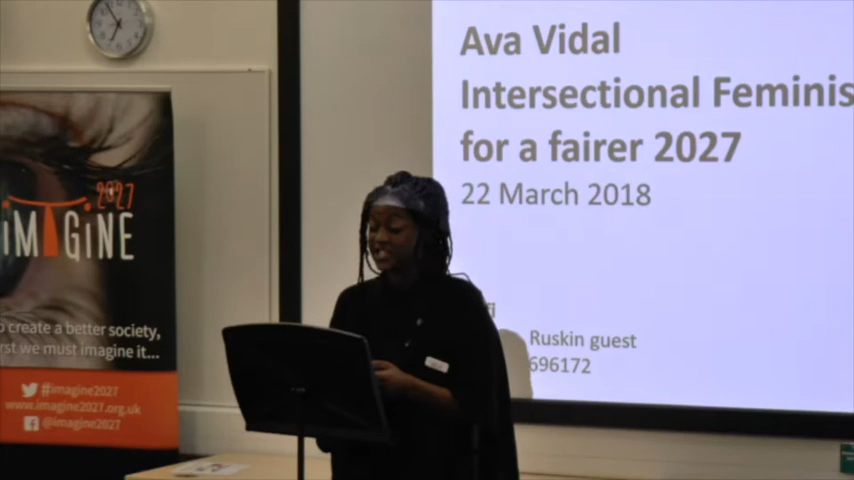 Ava Vidal
Intersectional Feminis
for a fairer 2027
22 March 2018
Ruskin guest
696172
2027
iMAGiNE
o create a better society,
rst we must imagine it...
#imagine2027
www.imagine2027.org.uk
@imagine2027